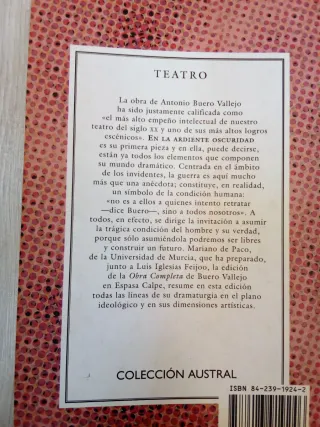 TEATRO
La obra de Antonio Buero Vallejo
ha sido justamente calificada como
«el más alto empeño intelectual de nuestro
teatro del siglo XX y uno de sus más altos logros
escénicos». EN LA ARDIENTE OSCURIDAD
es su primera pieza y en ella, puede decirse,
están ya todos los elementos que componen
su mundo dramático. Centrada en el ámbito
de los invidentes, la guerra es aquí mucho
más que una anécdota; constituye, en realidad,
un símbolo de la condición humana:
«no es a ellos a quienes intento retratar
—dice Buero—, sino a todos nosotros». A
todos, en efecto, se dirige la invitación a asumir
la trágica condición del hombre y su verdad,
porque sólo asumiéndola podremos ser libres
y construir un futuro. Mariano de Paco,
de la Universidad de Murcia, que ha preparado,
junto a Luis Iglesias Feijoo, la edición
de la Obra Completa de Buero Vallejo
en Espasa Calpe, resume en esta edición
todas las líneas de su dramaturgia en el plano
ideológico y en sus dimensiones artísticas.
COLECCIÓN AUSTRAL
ISBN 84-239-1924-2